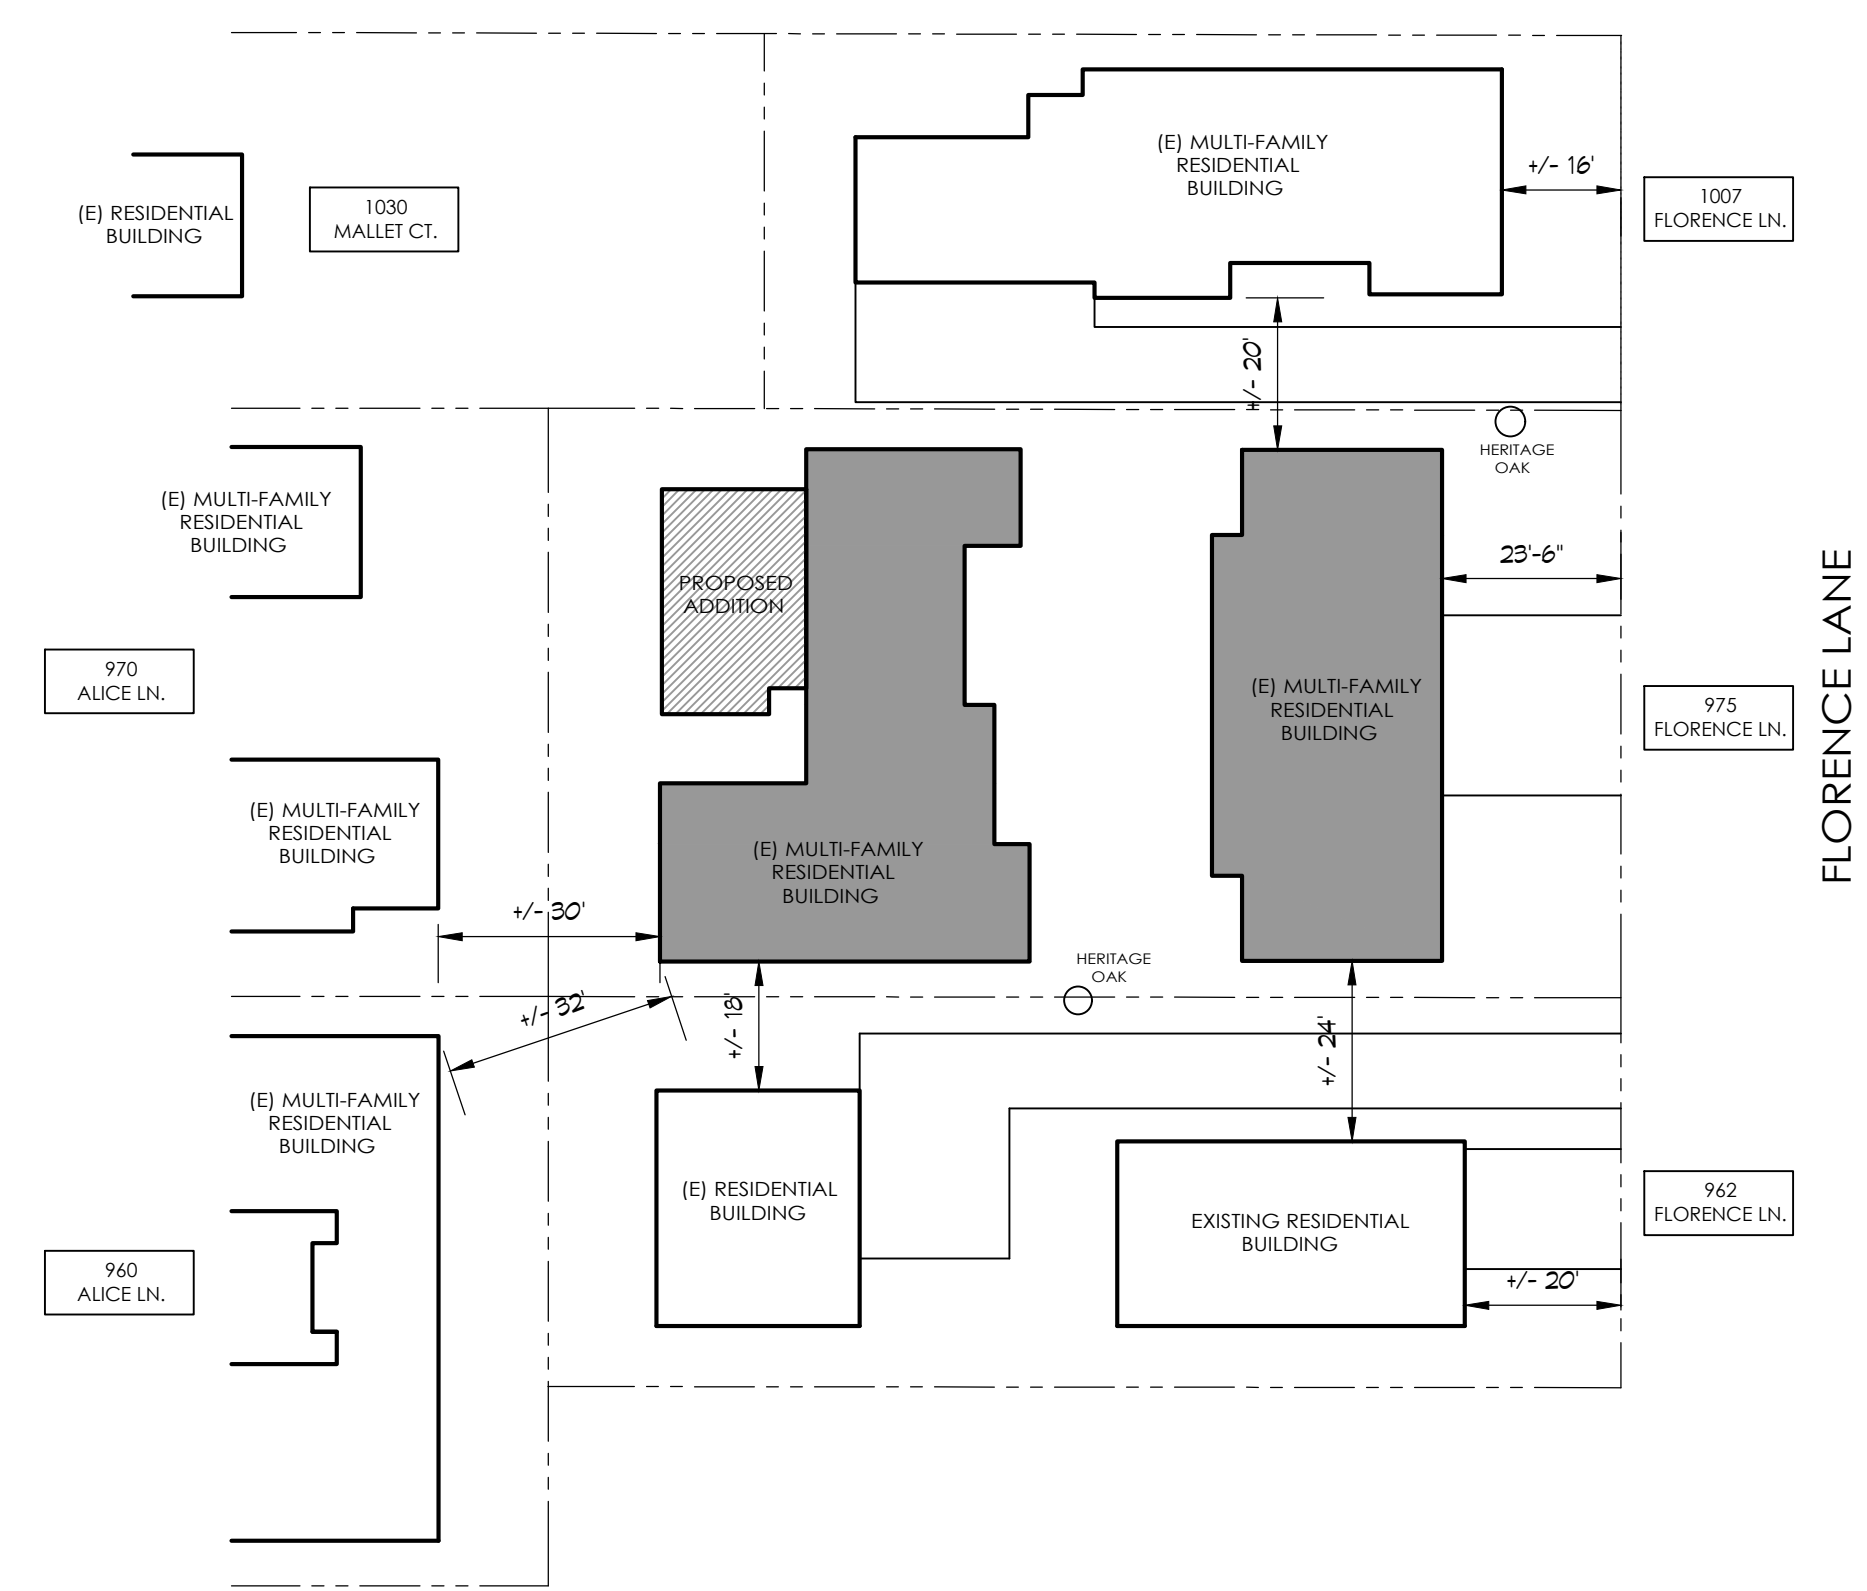 (E) MULTI-FAMILY
RESIDENTIAL
BUILDING
+/- 16'
1007
FLORENCE LN.
(E) RESIDENTIAL
BUILDING
1030
MALLET CT.
+/- 20'
HERITAGE
OAK
(E) MULTI-FAMILY
RESIDENTIAL
BUILDING
PROPOSED
ADDITION
23'-6"
970
ALICE LN.
(E) MULTI-FAMILY
RESIDENTIAL
BUILDING
975
FLORENCE LN.
FLORENCE LANE
(E) MULTI-FAMILY
RESIDENTIAL
BUILDING
(E) MULTI-FAMILY
RESIDENTIAL
BUILDING
+/- 30'
HERITAGE
OAK
+/- 32'
+/- 18'
+/- 24'
(E) MULTI-FAMILY
RESIDENTIAL
BUILDING
(E) RESIDENTIAL
BUILDING
EXISTING RESIDENTIAL
BUILDING
962
FLORENCE LN.
960
ALICE LN.
+/- 20'